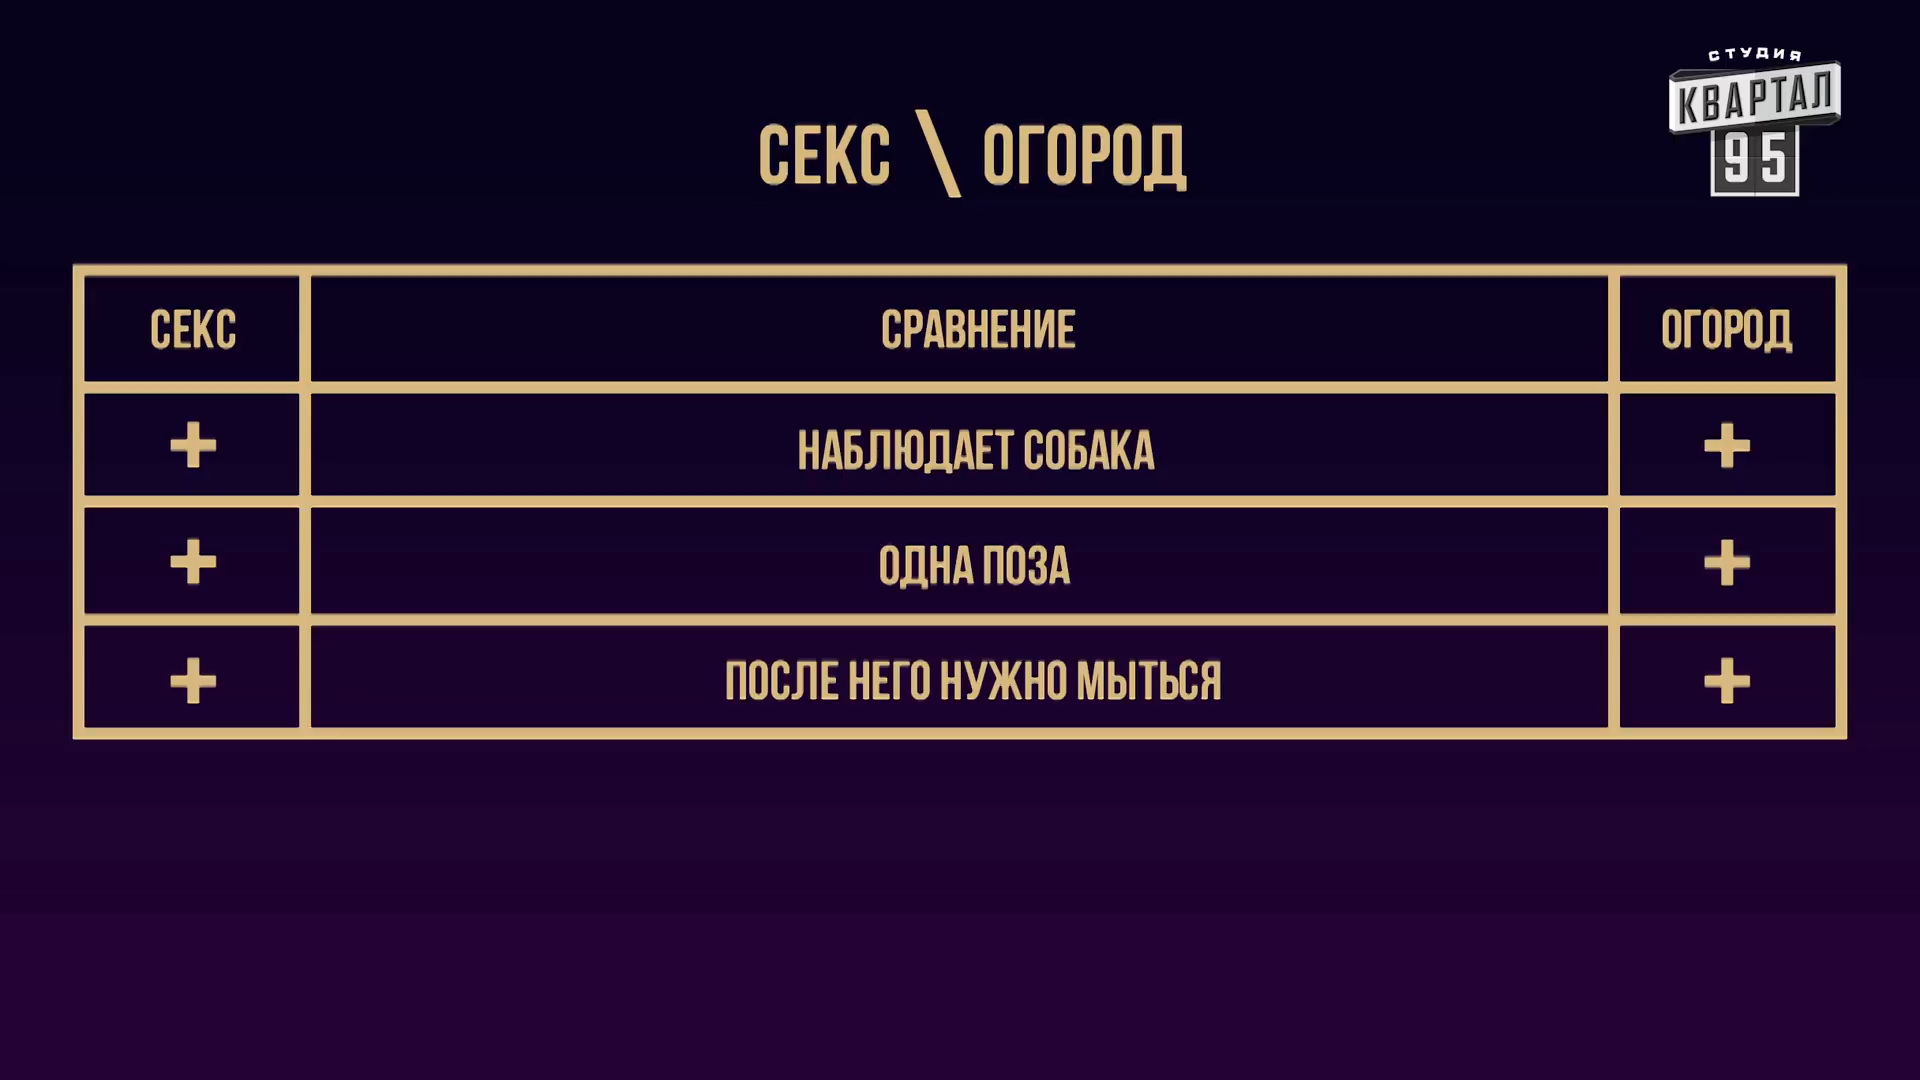 СТУДИЯ
КВАРТАЛ
95
СЕКС \ ОГОРОД
СЕКС СРАВНЕНИЕ ОГОРОД
+ НАБЛЮДАЕТ СОБАКА +
+ ОДНА ПОЗА +
+ ПОСЛЕ НЕГО НУЖНО МЫТЬСЯ +